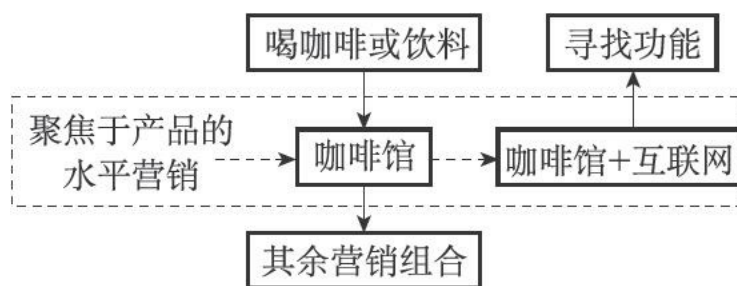 喝咖啡或饮料
寻找功能
聚焦于产品的
水平营销
咖啡馆
咖啡馆+互联网
其余营销组合